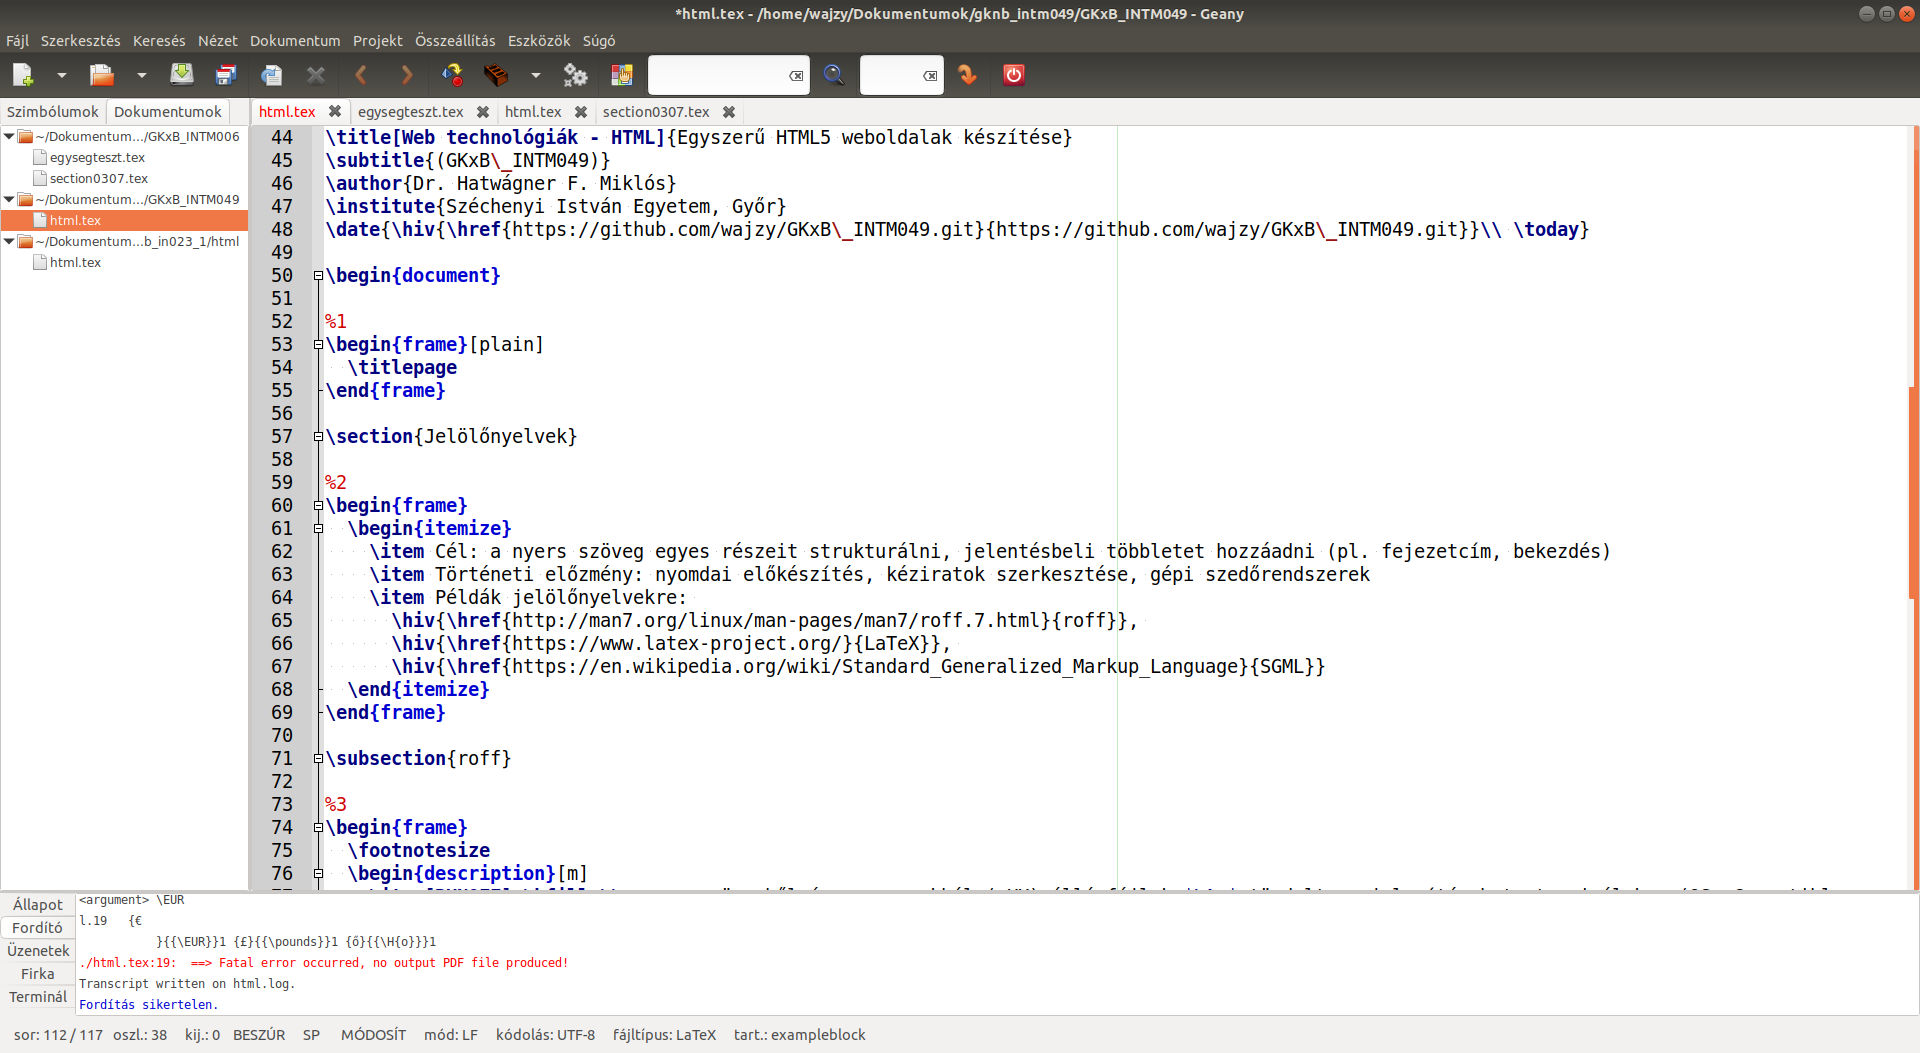 *html.tex - /home/wajzy/Dokumentumok/gknb_intm049/GKxB_INTM049 - Geany
Fájl Szerkesztés Keresés Nézet Dokumentum Projekt Összeállítás Eszközök Súgó
Szimbólumok Dokumentumok
html.tex egysegteszt.tex html.tex section0307.tex
~/Dokumentum.../GKxB_INTM006
egysegteszt.tex
section0307.tex
~/Dokumentum.../GKxB_INTM049
html.tex
~/Dokumentum...b_in023_1/html
html.tex
44 \title[Web technológiák - HTML]{Egyszerű HTML5 weboldalak készítése}
45 \subtitle{(GKxB\_INTM049)}
46 \author{Dr. Hatwágner F. Miklós}
47 \institute{Széchenyi István Egyetem, Győr}
48 \date{\hiv{\href{https://github.com/wajzy/GKxB\_INTM049.git}{https://github.com/wajzy/GKxB\_INTM049.git}}\\ \today}
49
50 \begin{document}
51
52 %1
53 \begin{frame}[plain]
54 \titlepage
55 \end{frame}
56
57 \section{Jelölőnyelvek}
58
59 %2
60 \begin{frame}
61 \begin{itemize}
62 \item Cél: a nyers szöveg egyes részeit strukturálni, jelentésbeli többletet hozzáadni (pl. fejezetcím, bekezdés)
63 \item Történeti előzmény: nyomdai előkészítés, kéziratok szerkesztése, gépi szedőrendszerek
64 \item Példák jelölőnyelvekre:
65 \hiv{\href{http://man7.org/linux/man-pages/man7/roff.7.html}{roff}},
66 \hiv{\href{https://www.latex-project.org/}{LaTeX}},
67 \hiv{\href{https://en.wikipedia.org/wiki/Standard_Generalized_Markup_Language}{SGML}}
68 \end{itemize}
69 \end{frame}
70
71 \subsection{roff}
72
73 %3
74 \begin{frame}
75 \footnotesize
76 \begin{description}[m]
Állapot
Fordító
Üzenetek
Firka
Terminál
<argument> \EUR
l.19 {€
}{{\EUR}}1 {£}{{\pounds}}1 {ő}{{\H{o}}}1
./html.tex:19: ==> Fatal error occurred, no output PDF file produced!
Transcript written on html.log.
Fordítás sikertelen.
sor: 112 / 117 oszl.: 38 kij.: 0 BESZÚR SP MÓDOSÍT mód: LF kódolás: UTF-8 fájltípus: LaTeX tart.: exampleblock